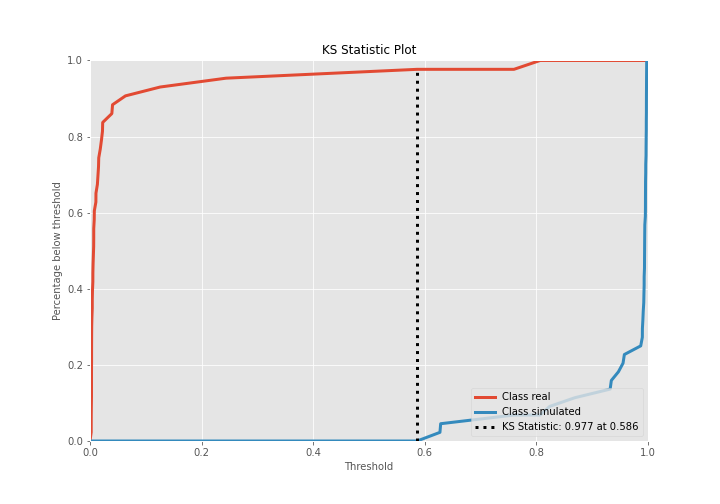 KS Statistic Plot
1.0
0.8
0.6
0.4
0.2
0.0
Percentage below threshold
Class real
Class simulated
KS Statistic: 0.977 at 0.586
0.0 0.2 0.4 0.6 0.8 1.0
Threshold